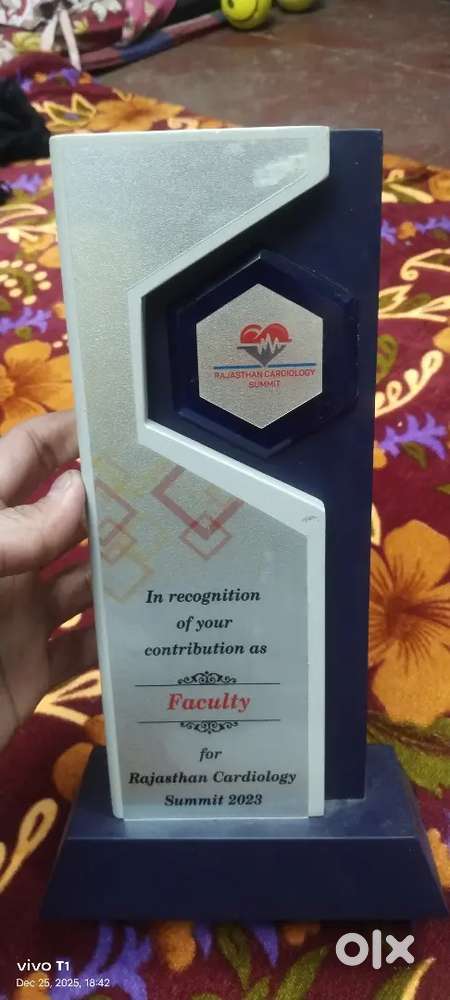 RAJASTHAN CARDIOLOGY
SUMMIT
In recognition
of your
contribution as
Faculty
for
Rajasthan Cardiology
Summit 2023
vivo T1
Dec 25, 2025, 18:42
olx